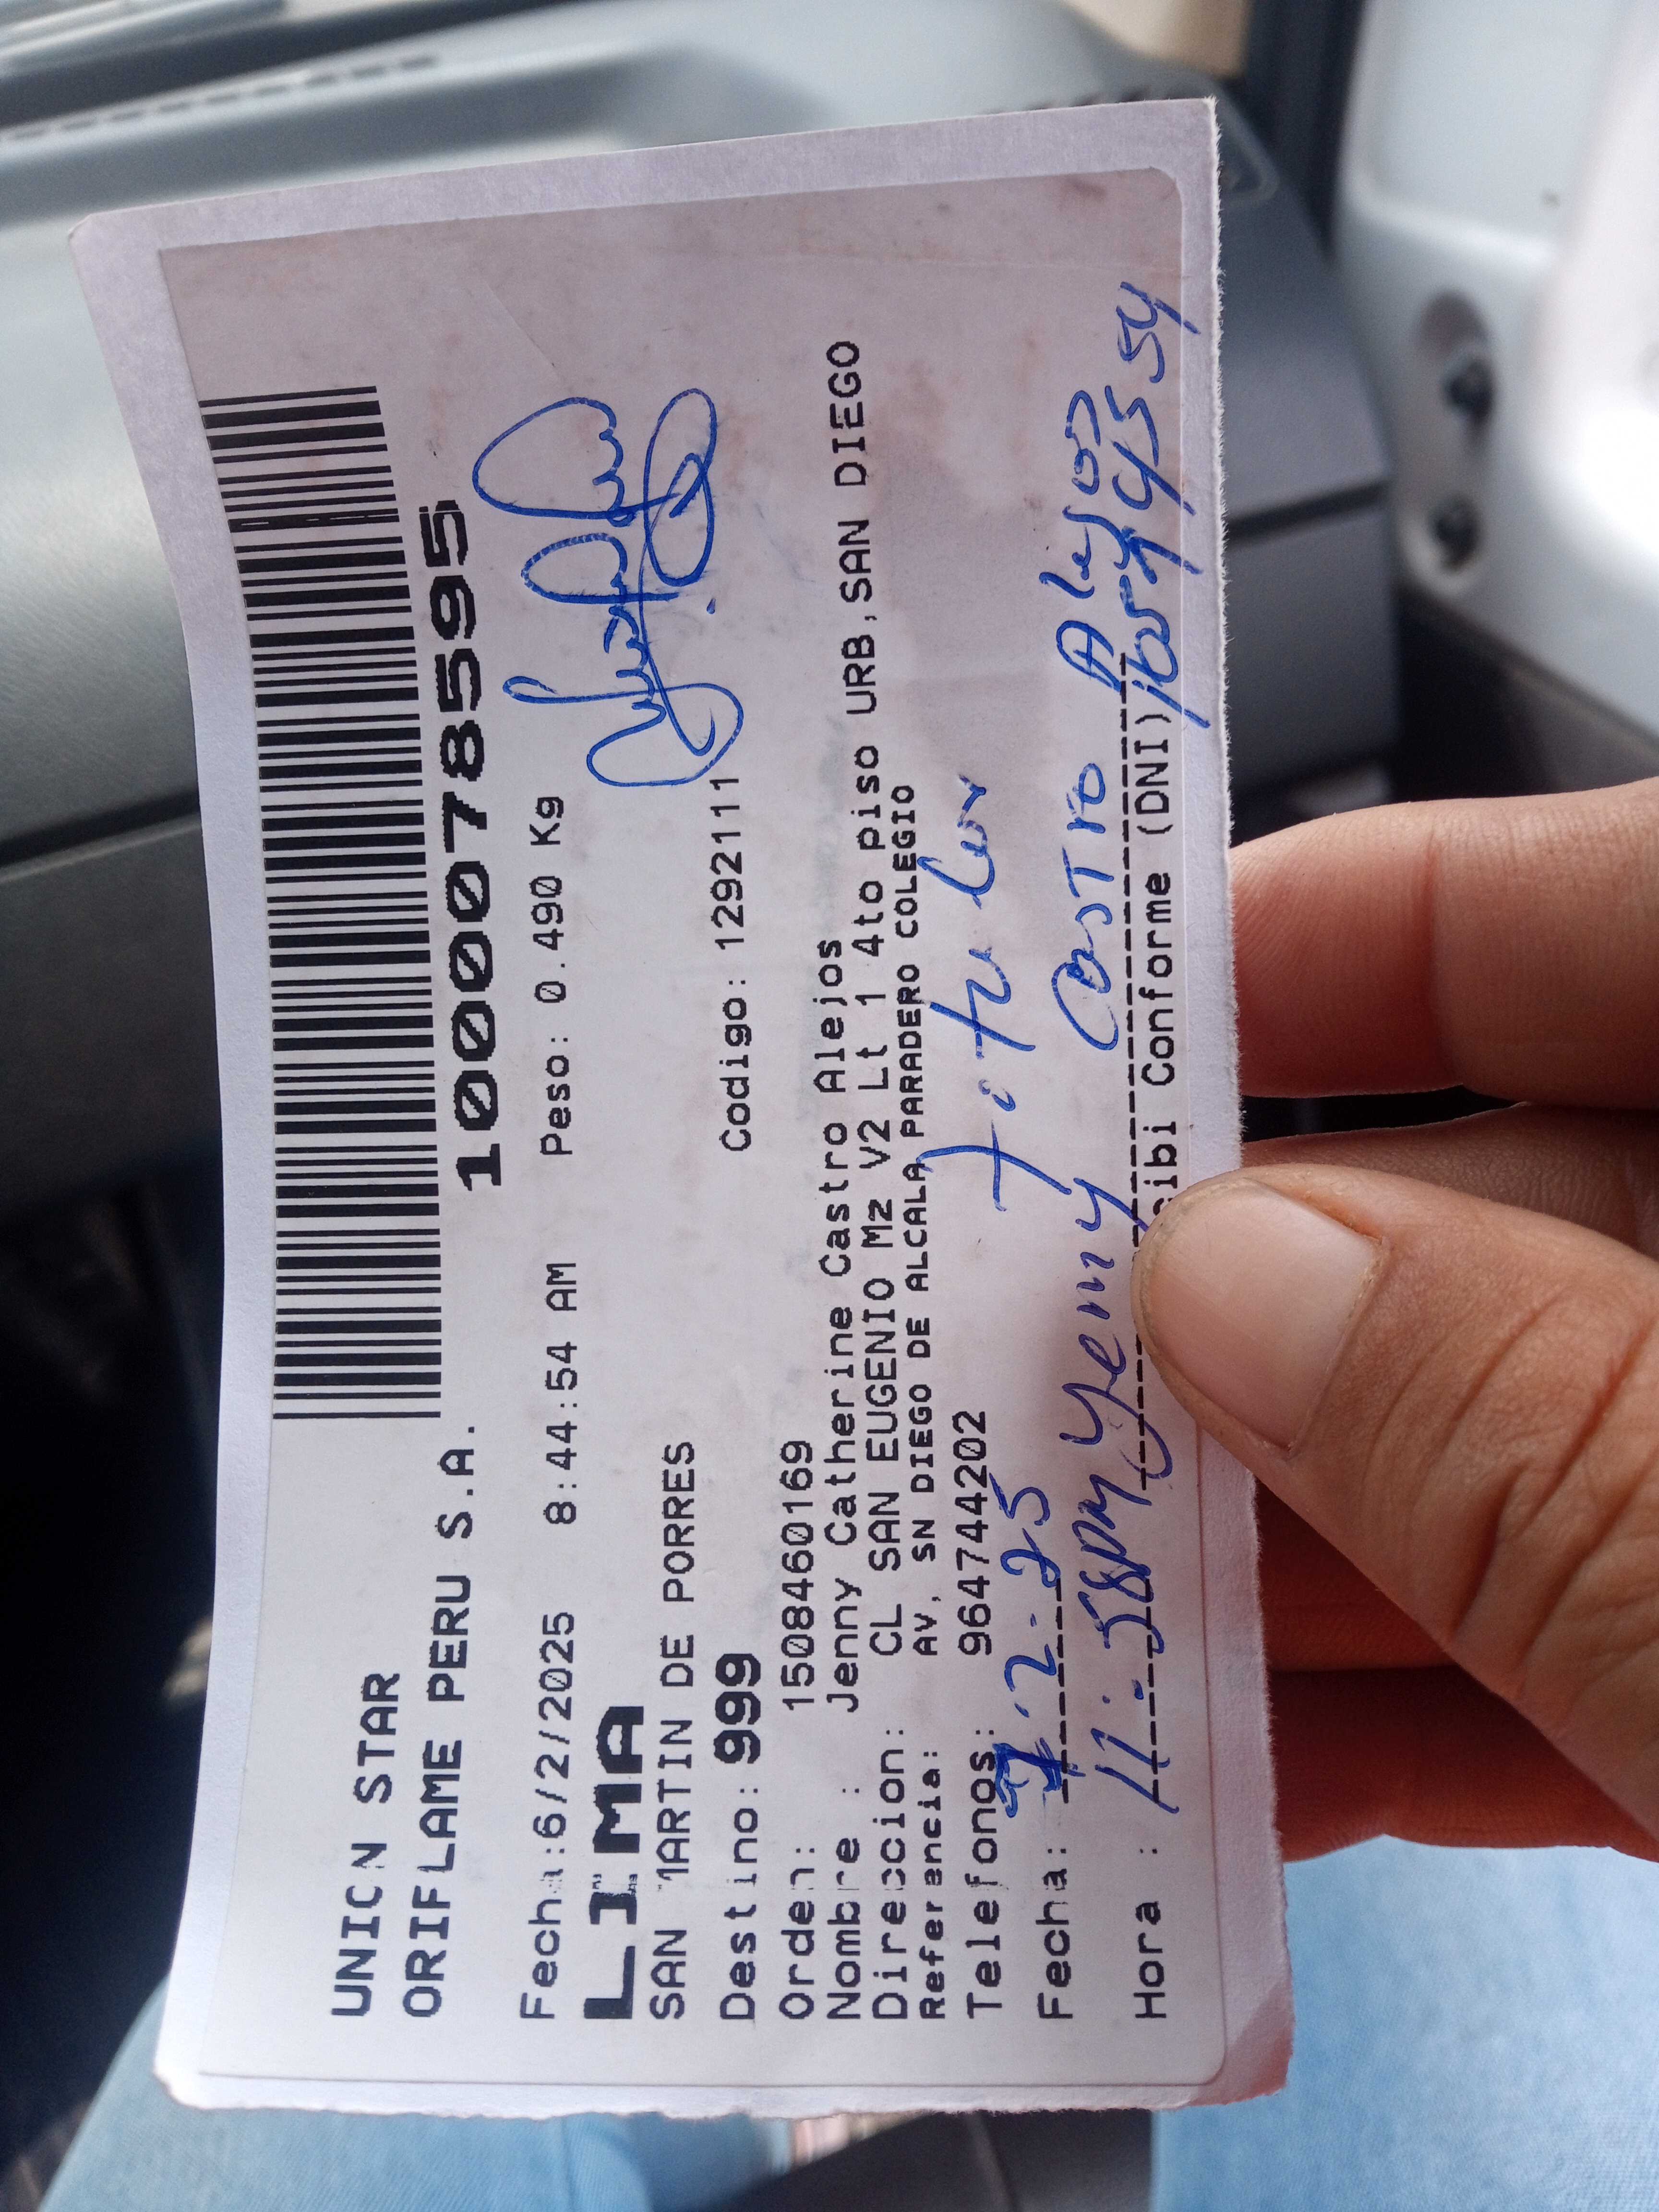 UNION STAR
ORIFLAME PERU S.A.
1000778595
Fecha:6/2/2025 8:44:54 AM Peso: 0.490 Kg
LIMA
SAN MARTIN DE PORRES
Destino: 999 Codigo: 1292111
Orden: 1508460169
Nombre : Jenny Catherine Castro Alejos
Direccion: CL SAN EUGENIO Mz V2 Lt 1 4to piso URB,SAN DIEGO
Referencia: AV, SN DIEGO DE ALCALA, PARADERO COLEGIO
Telefonos: 964744202
titular
Fecha: 7.2.25
Yenny Castro Alejos
Hora : 11:58pm
cibi Conforme (DNI)